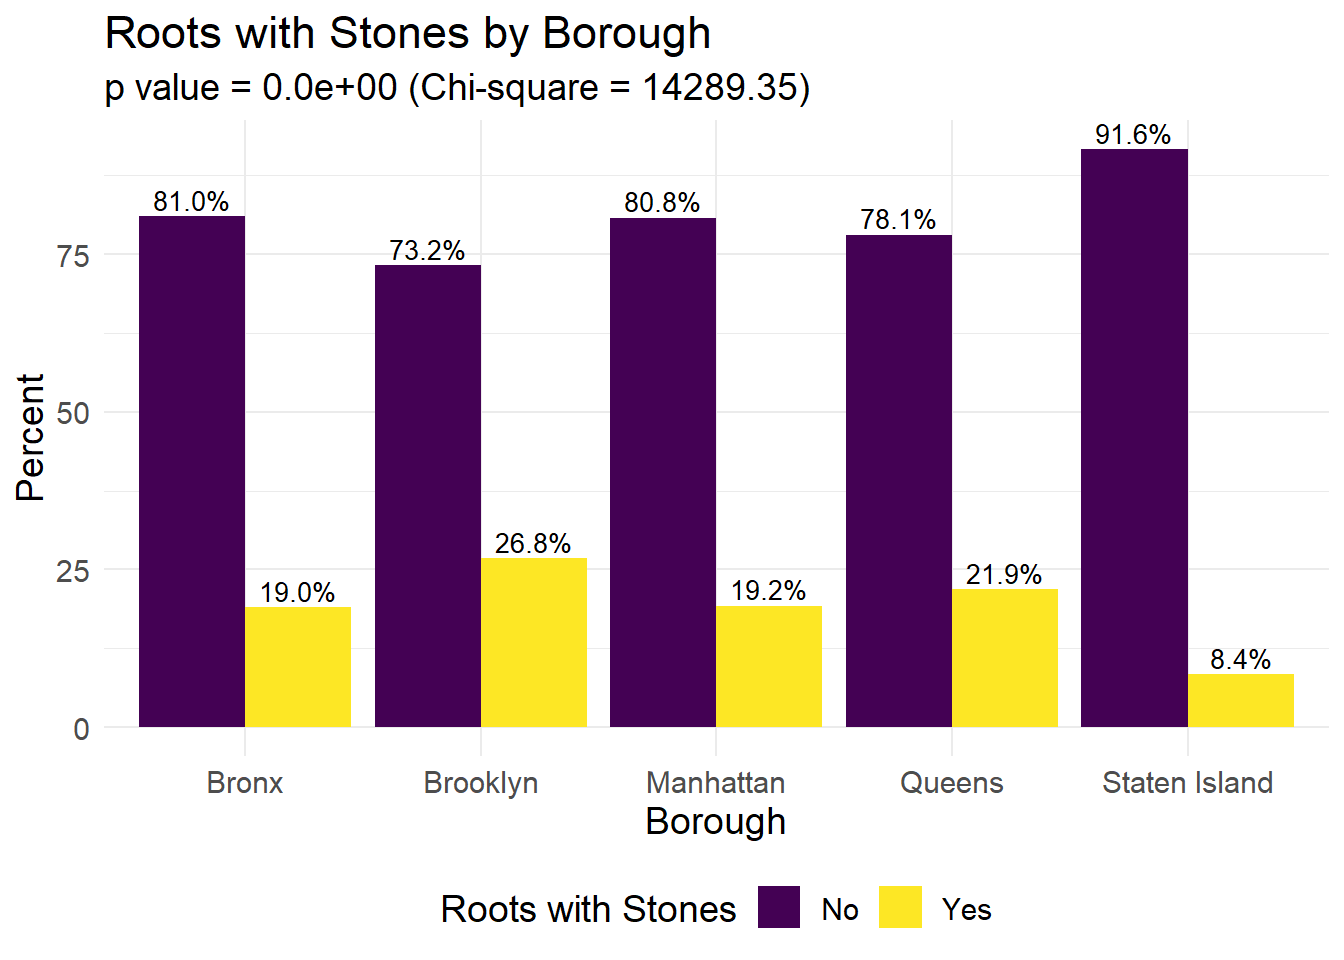 Roots with Stones by Borough
p value = 0.0e+00 (Chi-square = 14289.35)
91.6%
81.0%
80.8%
78.1%
73.2%
75
Percent
50
26.8%
25
21.9%
19.0%
19.2%
8.4%
0
Bronx Brooklyn Manhattan Queens Staten Island
Borough
Roots with Stones No Yes